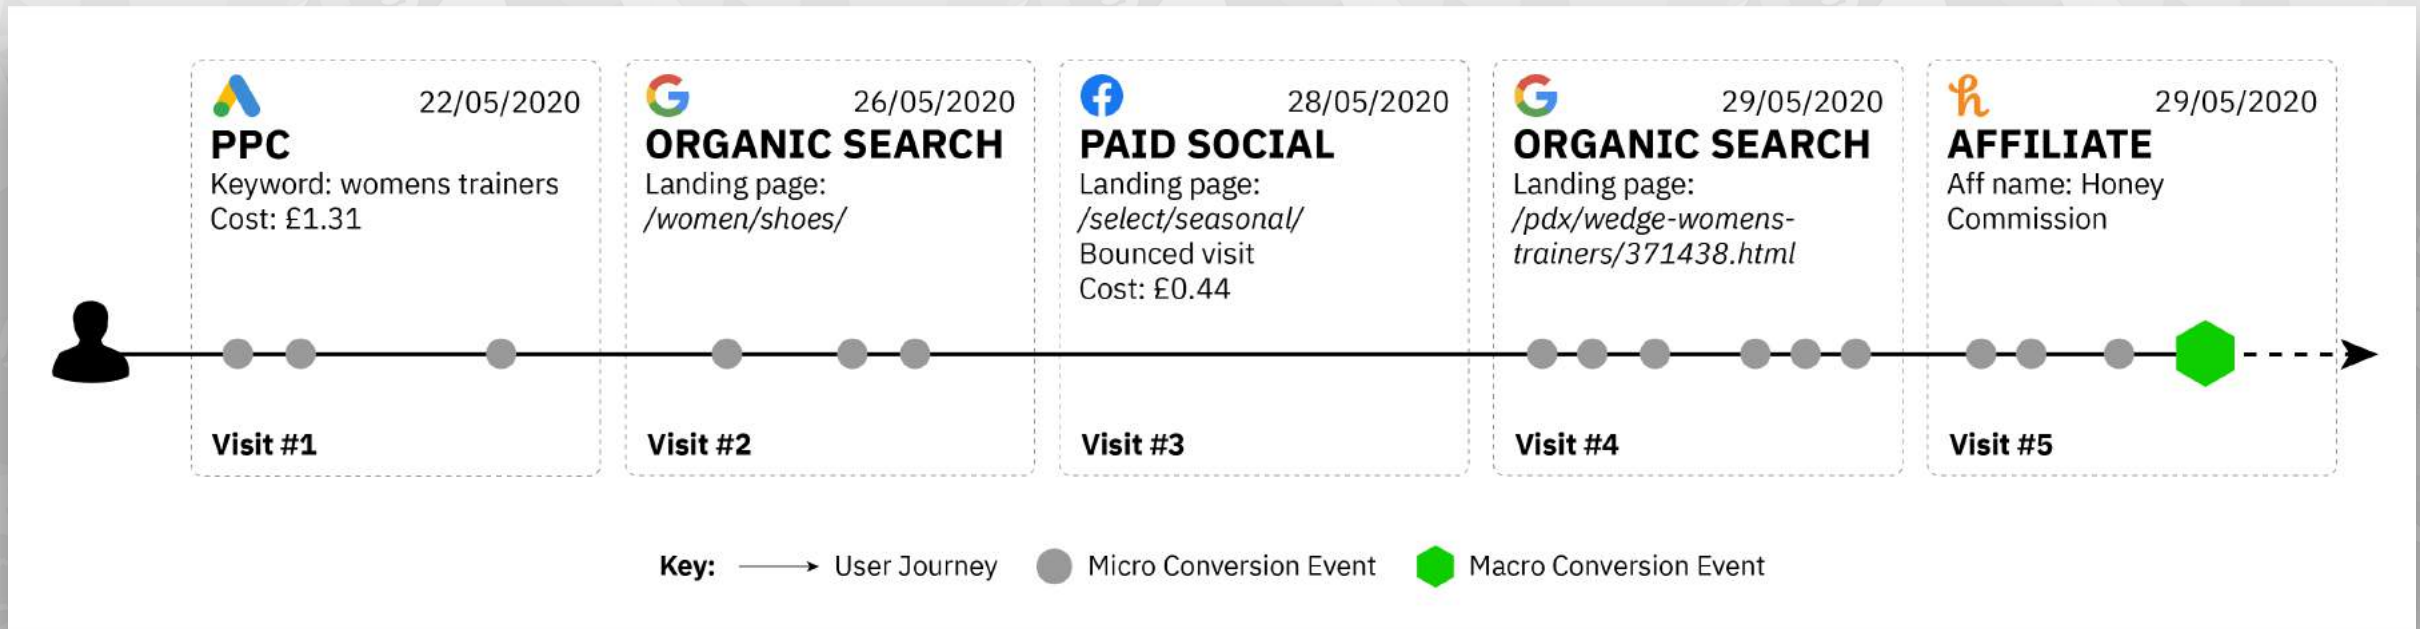 22/05/2020
PPC
Keyword: womens trainers
Cost: £1.31
Visit #1
26/05/2020
ORGANIC SEARCH
Landing page:
/women/shoes/
Visit #2
28/05/2020
PAID SOCIAL
Landing page:
/select/seasonal/
Bounced visit
Cost: £0.44
Visit #3
29/05/2020
ORGANIC SEARCH
Landing page:
/pdx/wedge-womens-
trainers/371438.html
Visit #4
29/05/2020
AFFILIATE
Aff name: Honey
Commission
Visit #5
Key: User Journey Micro Conversion Event Macro Conversion Event